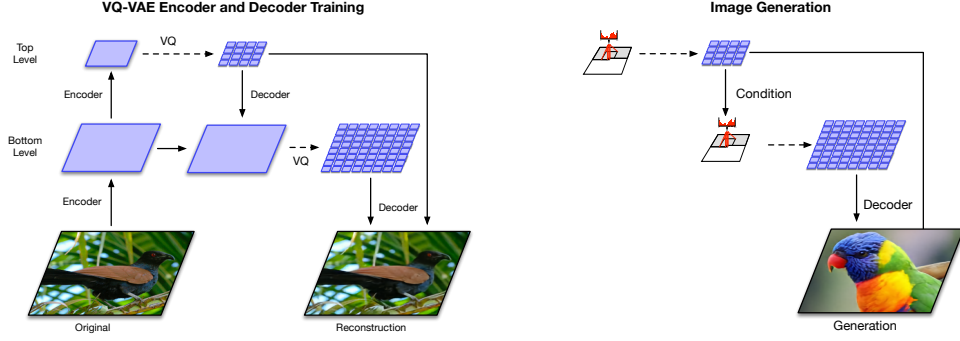 VQ-VAE Encoder and Decoder Training
Top
Level
VQ
Encoder
Decoder
Bottom
Level
VQ
Encoder
Decoder
Original
Reconstruction
Image Generation
Condition
Decoder
Generation